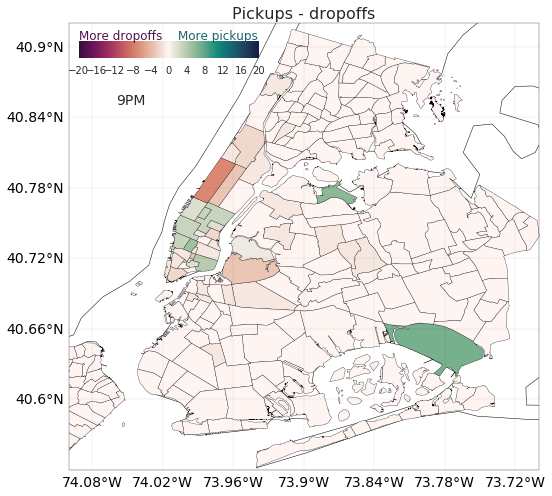 Pickups - dropoffs
More dropoffs More pickups
−20 −16 −12 −8 −4 0 4 8 12 16 20
9PM
40.9°N
40.84°N
40.78°N
40.72°N
40.66°N
40.6°N
74.08°W 74.02°W 73.96°W 73.9°W 73.84°W 73.78°W 73.72°W